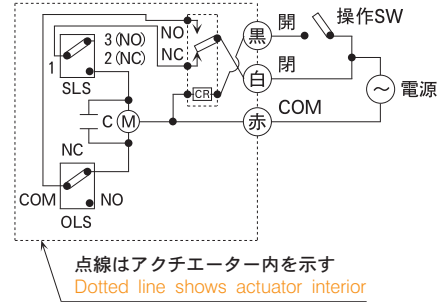 NO
NC
黒
開
操作SW
3(NO)
2(NC)
1
SLS
白
閉
CR
電源
C
M
赤
COM
NC
COM
NO
OLS
点線はアクチエーター内を示す
Dotted line shows actuator interior